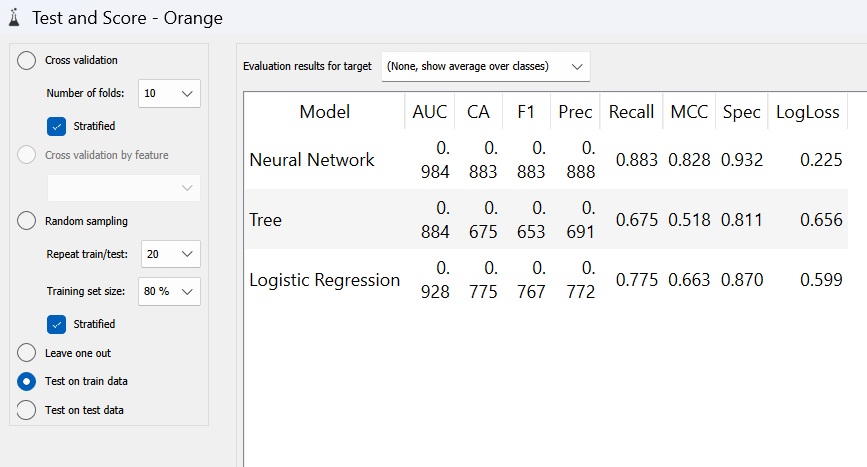 Test and Score - Orange
Cross validation
Number of folds: 10
Stratified
Cross validation by feature
Random sampling
Repeat train/test: 20
Training set size: 80 %
Stratified
Leave one out
Test on train data
Test on test data
Evaluation results for target (None, show average over classes)
Model AUC CA F1 Prec Recall MCC Spec LogLoss
Neural Network 0.984 0.883 0.883 0.888 0.883 0.828 0.932 0.225
Tree 0.884 0.675 0.653 0.691 0.675 0.518 0.811 0.656
Logistic Regression 0.928 0.775 0.767 0.772 0.775 0.663 0.870 0.599